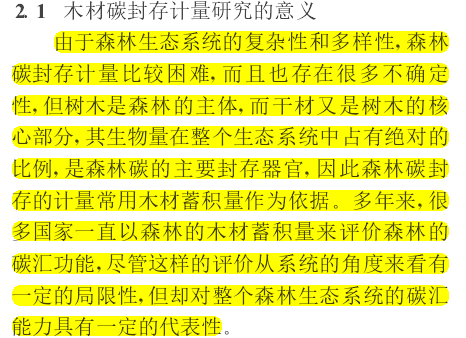 2. 1 木材碳封存计量研究的意义
由于森林生态系统的复杂性和多样性,森林
碳封存计量比较困难,而且也存在很多不确定
性,但树木是森林的主体,而干材又是树木的核
心部分,其生物量在整个生态系统中占有绝对的
比例,是森林碳的主要封存器官,因此森林碳封
存的计量常用木材蓄积量作为依据。多年来,很
多国家一直以森林的木材蓄积量来评价森林的
碳汇功能,尽管这样的评价从系统的角度来看有
一定的局限性,但却对整个森林生态系统的碳汇
能力具有一定的代表性。